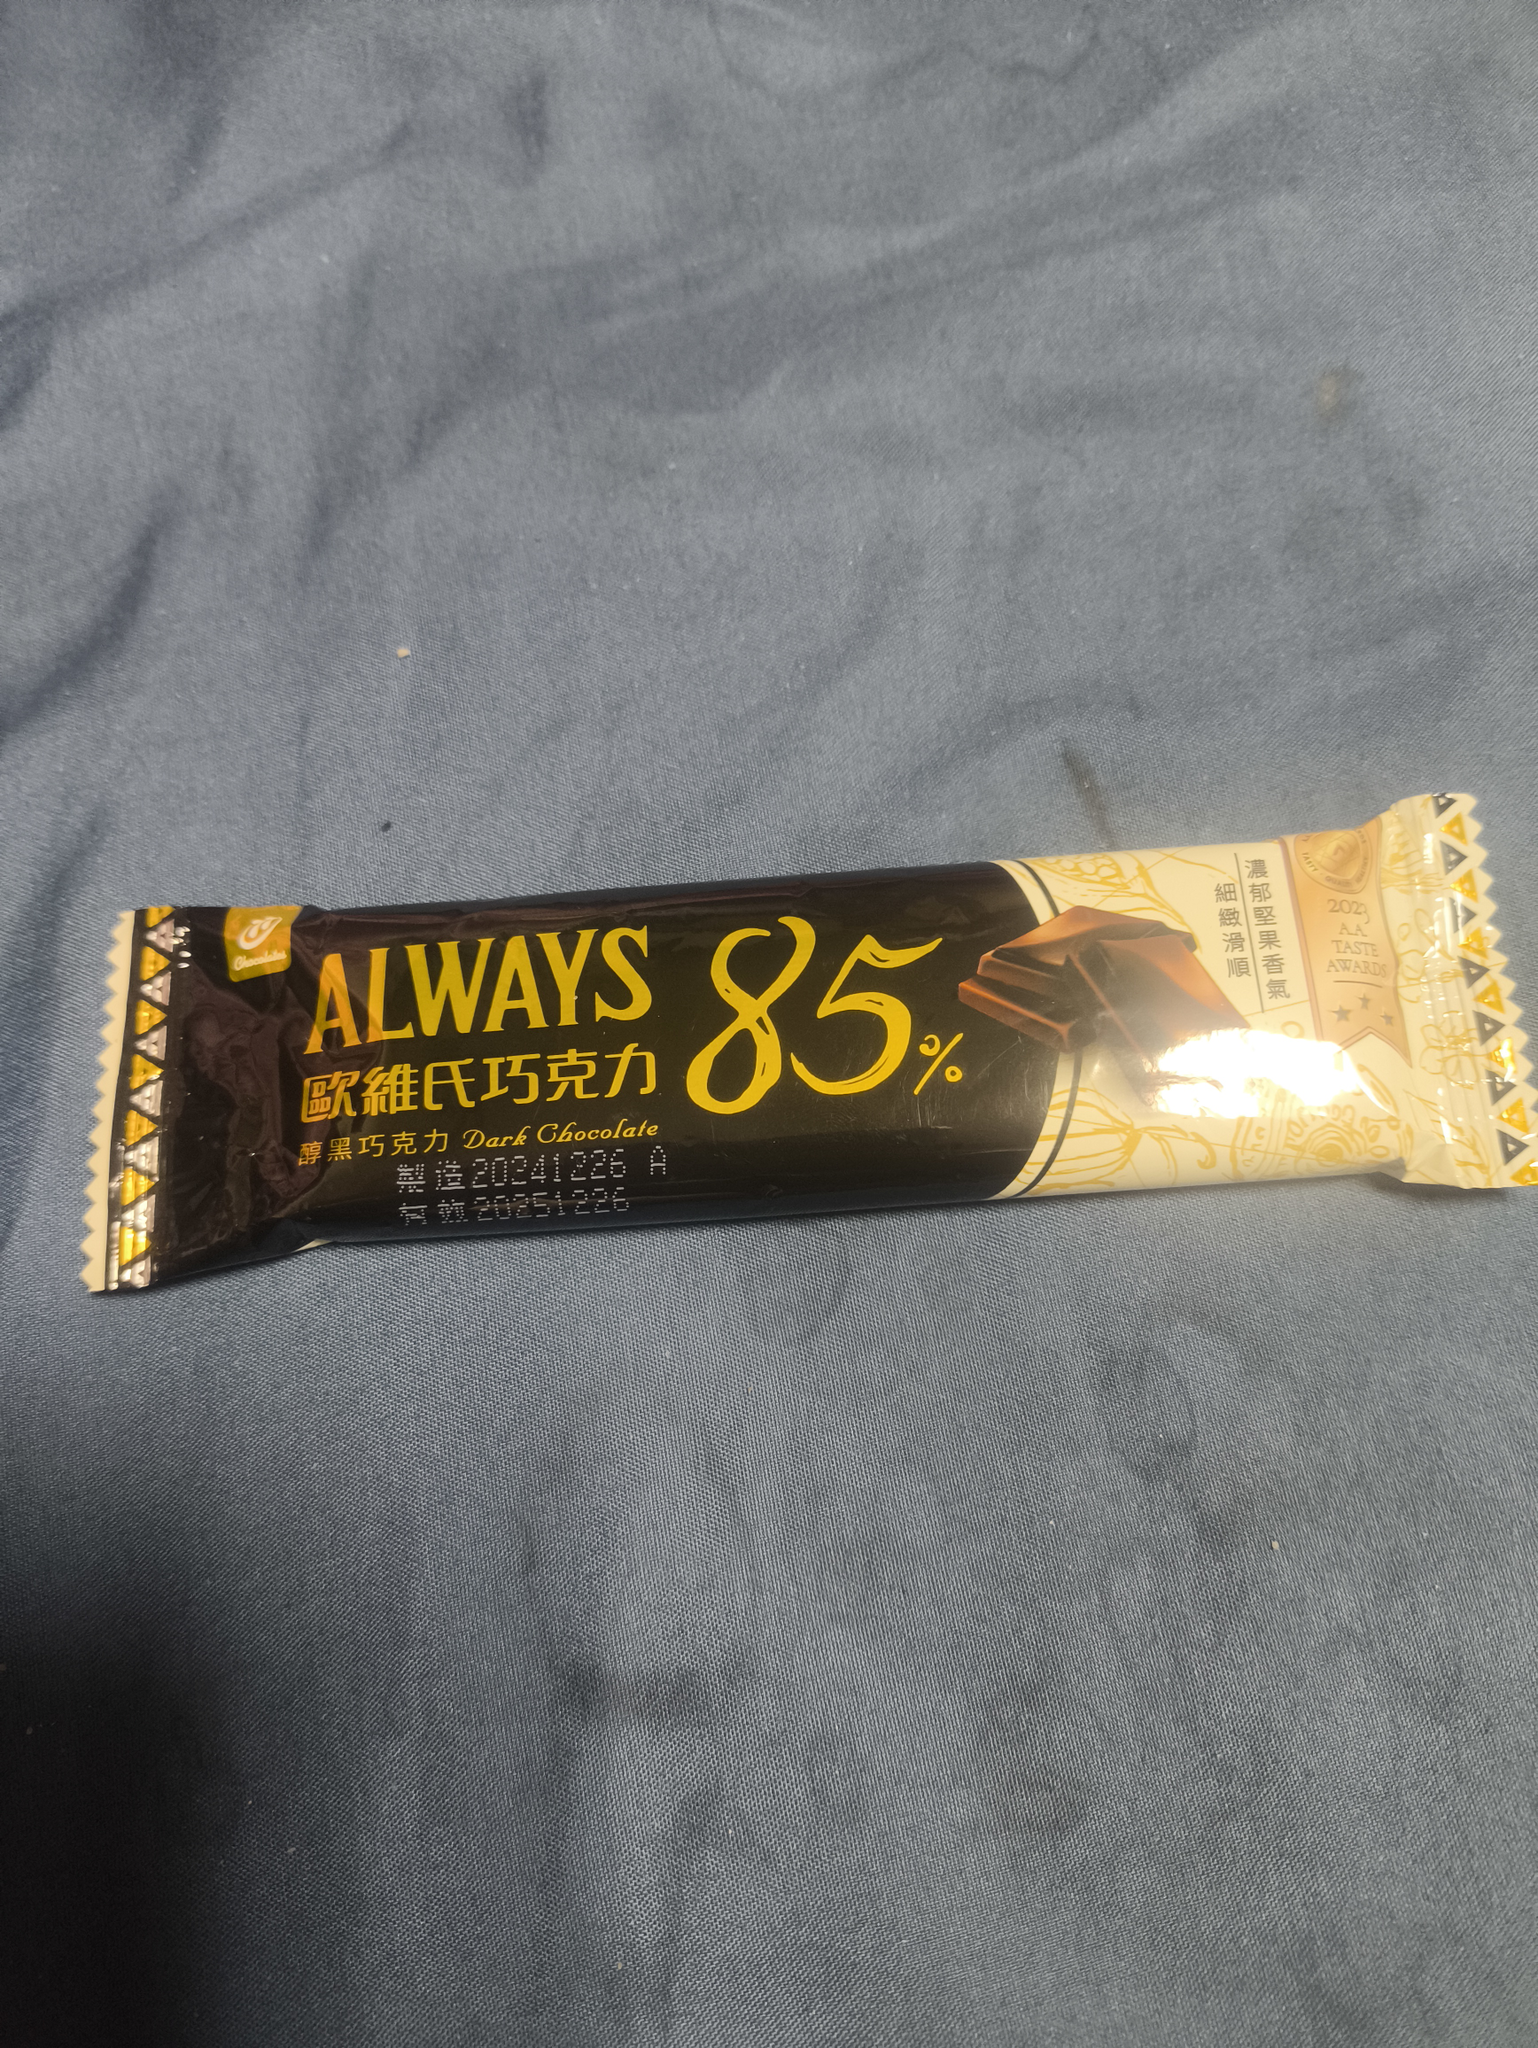 Chocolates
ALWAYS
歐維氏巧克力
醇黑巧克力 Dark Chocolate
85%
製造20241226 A
有效20251226
濃郁堅果香氣
細緻滑順
2023
A.A.
TASTE
AWARDS